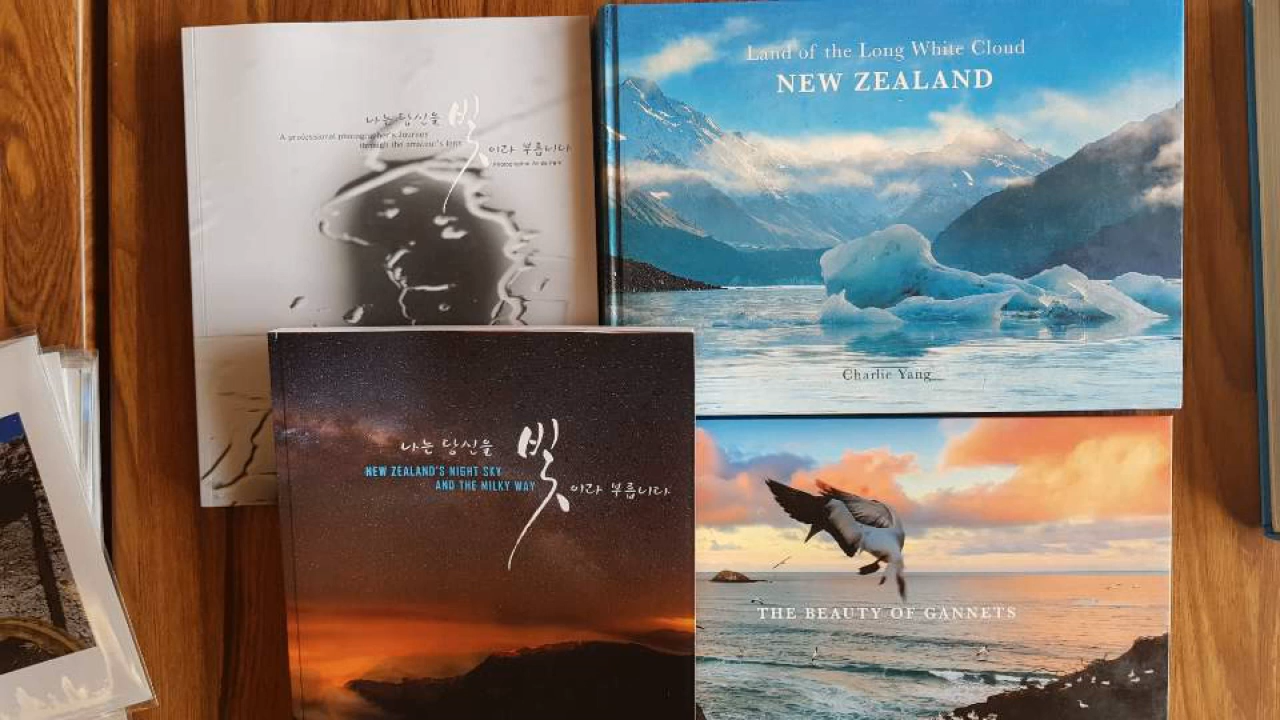 나는 당신을 빛
A professional photographer's journey
through the amateur's lens
이라 부릅니다
Land of the Long White Cloud
NEW ZEALAND
Charlie Yang
나는 당신을 빛
NEW ZEALAND'S NIGHT SKY
AND THE MILKY WAY
이라 부릅니다
THE BEAUTY OF GANNETS